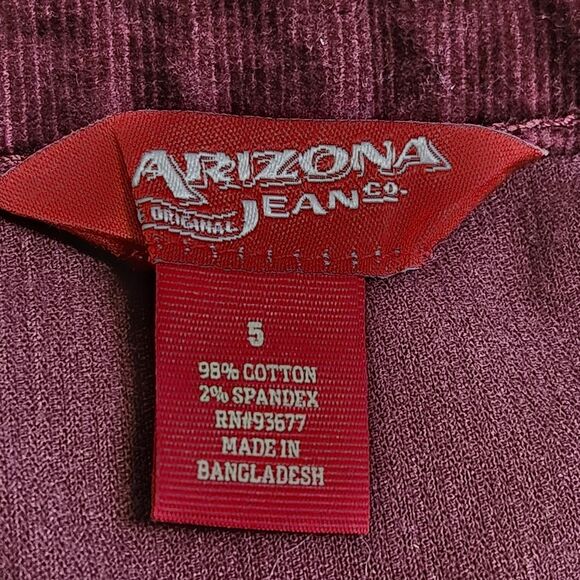 ARIZONA
ORIGINAL JEAN CO.
5
98% COTTON
2% SPANDEX
RN#93677
MADE IN
BANGLADESH